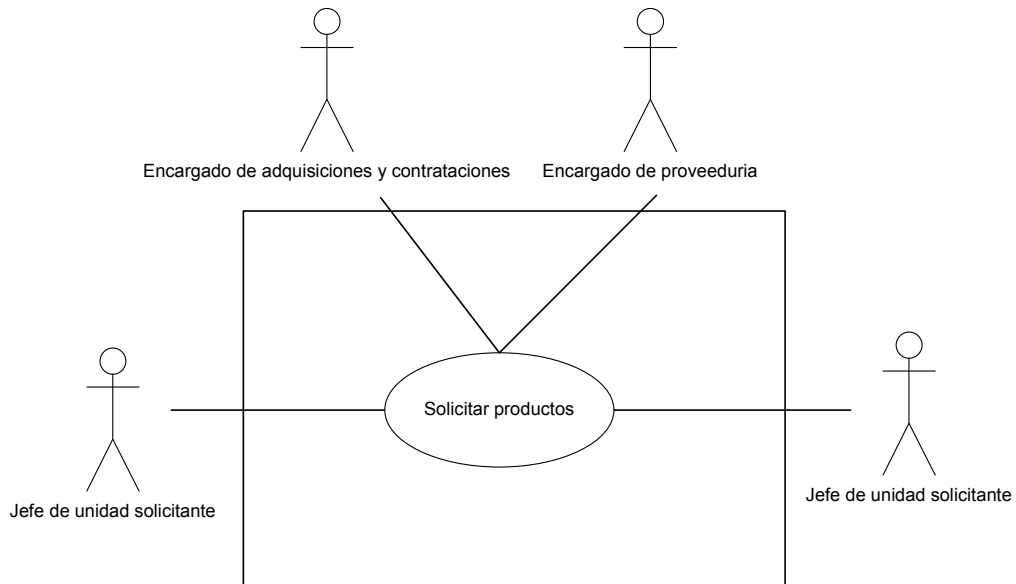 Encargado de adquisiciones y contrataciones
Encargado de proveeduria
Solicitar productos
Jefe de unidad solicitante
Jefe de unidad solicitante